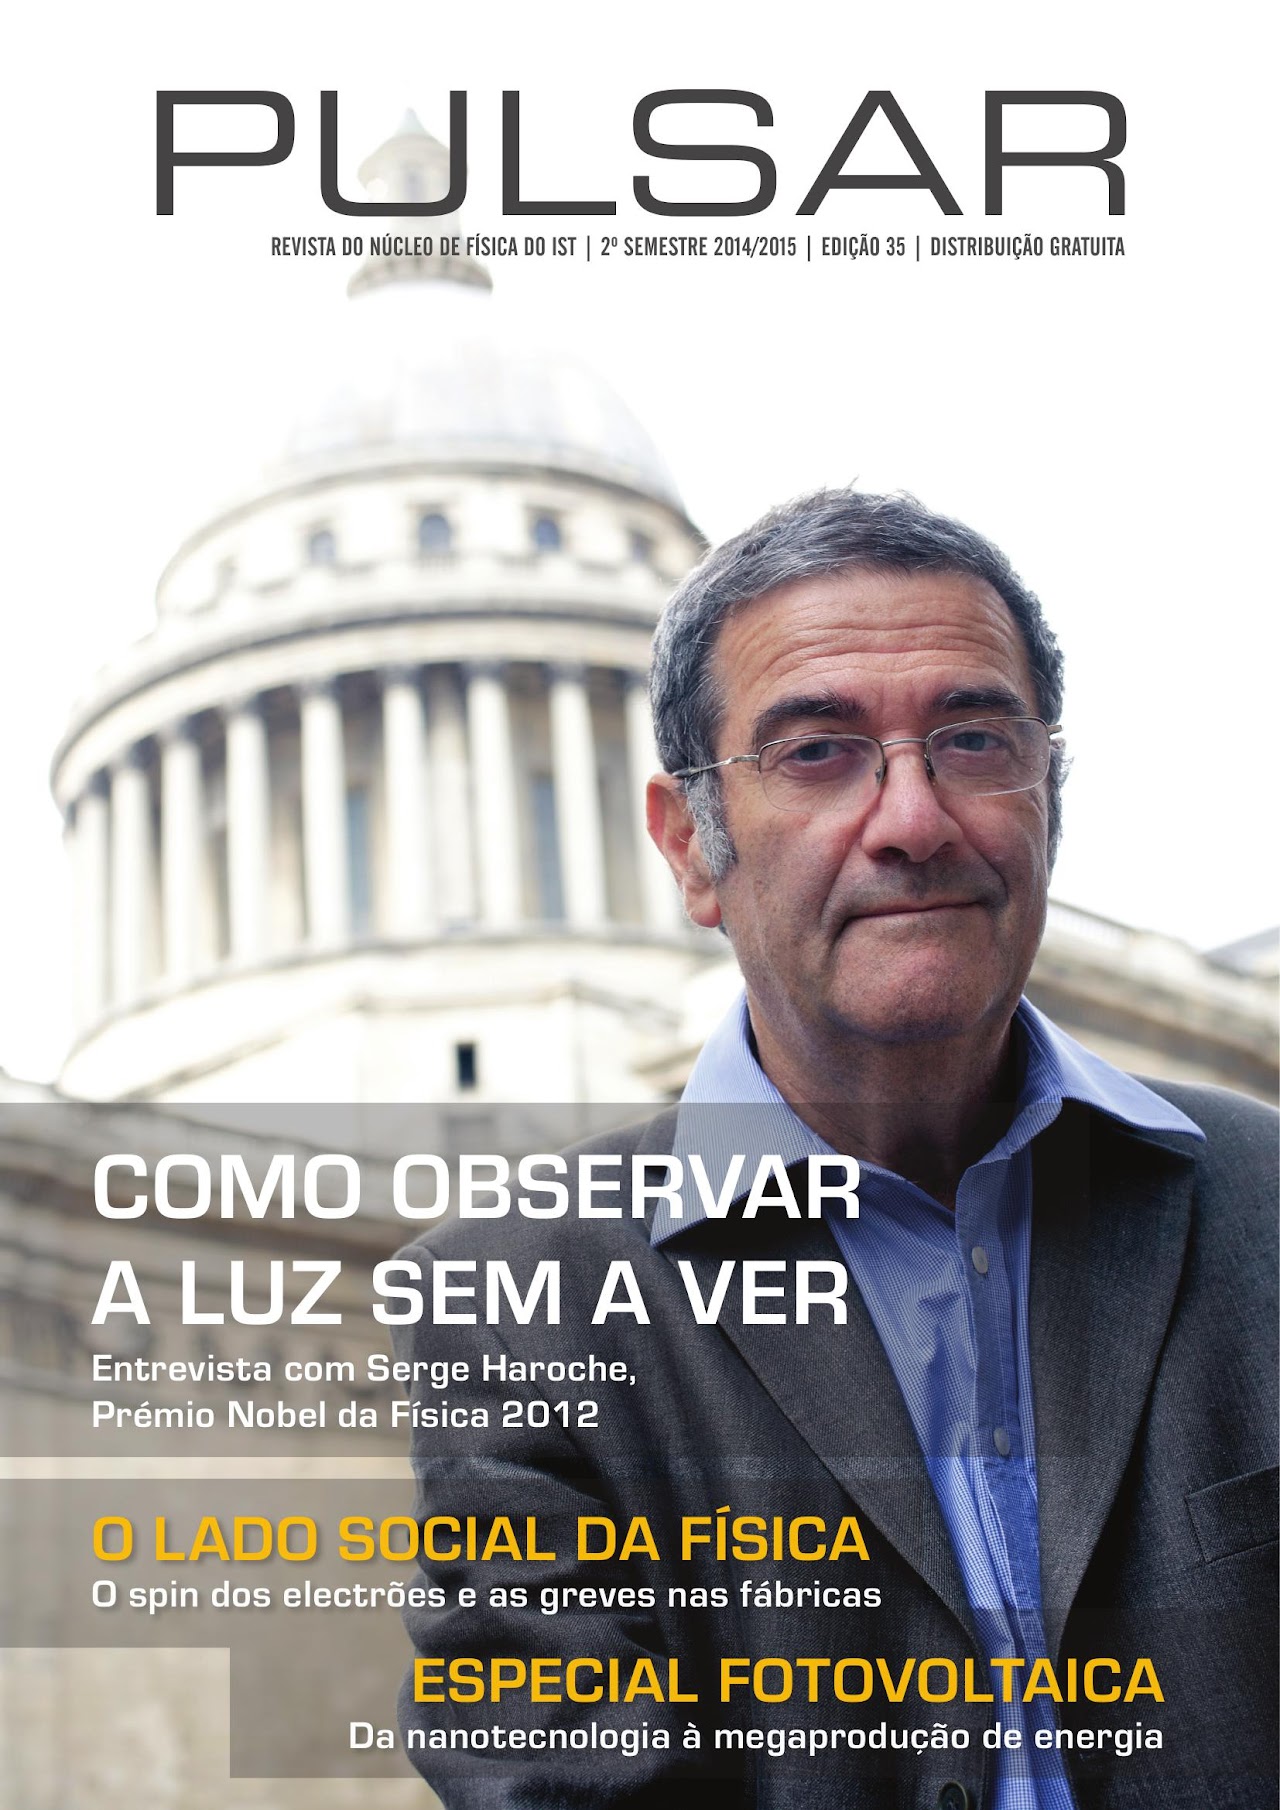 PULSAR
REVISTA DO NÚCLEO DE FÍSICA DO IST | 2º SEMESTRE 2014/2015 | EDIÇÃO 35 | DISTRIBUIÇÃO GRATUITA
COMO OBSERVAR
A LUZ SEM A VER
Entrevista com Serge Haroche,
Prémio Nobel da Física 2012
O LADO SOCIAL DA FÍSICA
O spin dos electrões e as greves nas fábricas
ESPECIAL FOTOVOLTAICA
Da nanotecnologia à megaprodução de energia